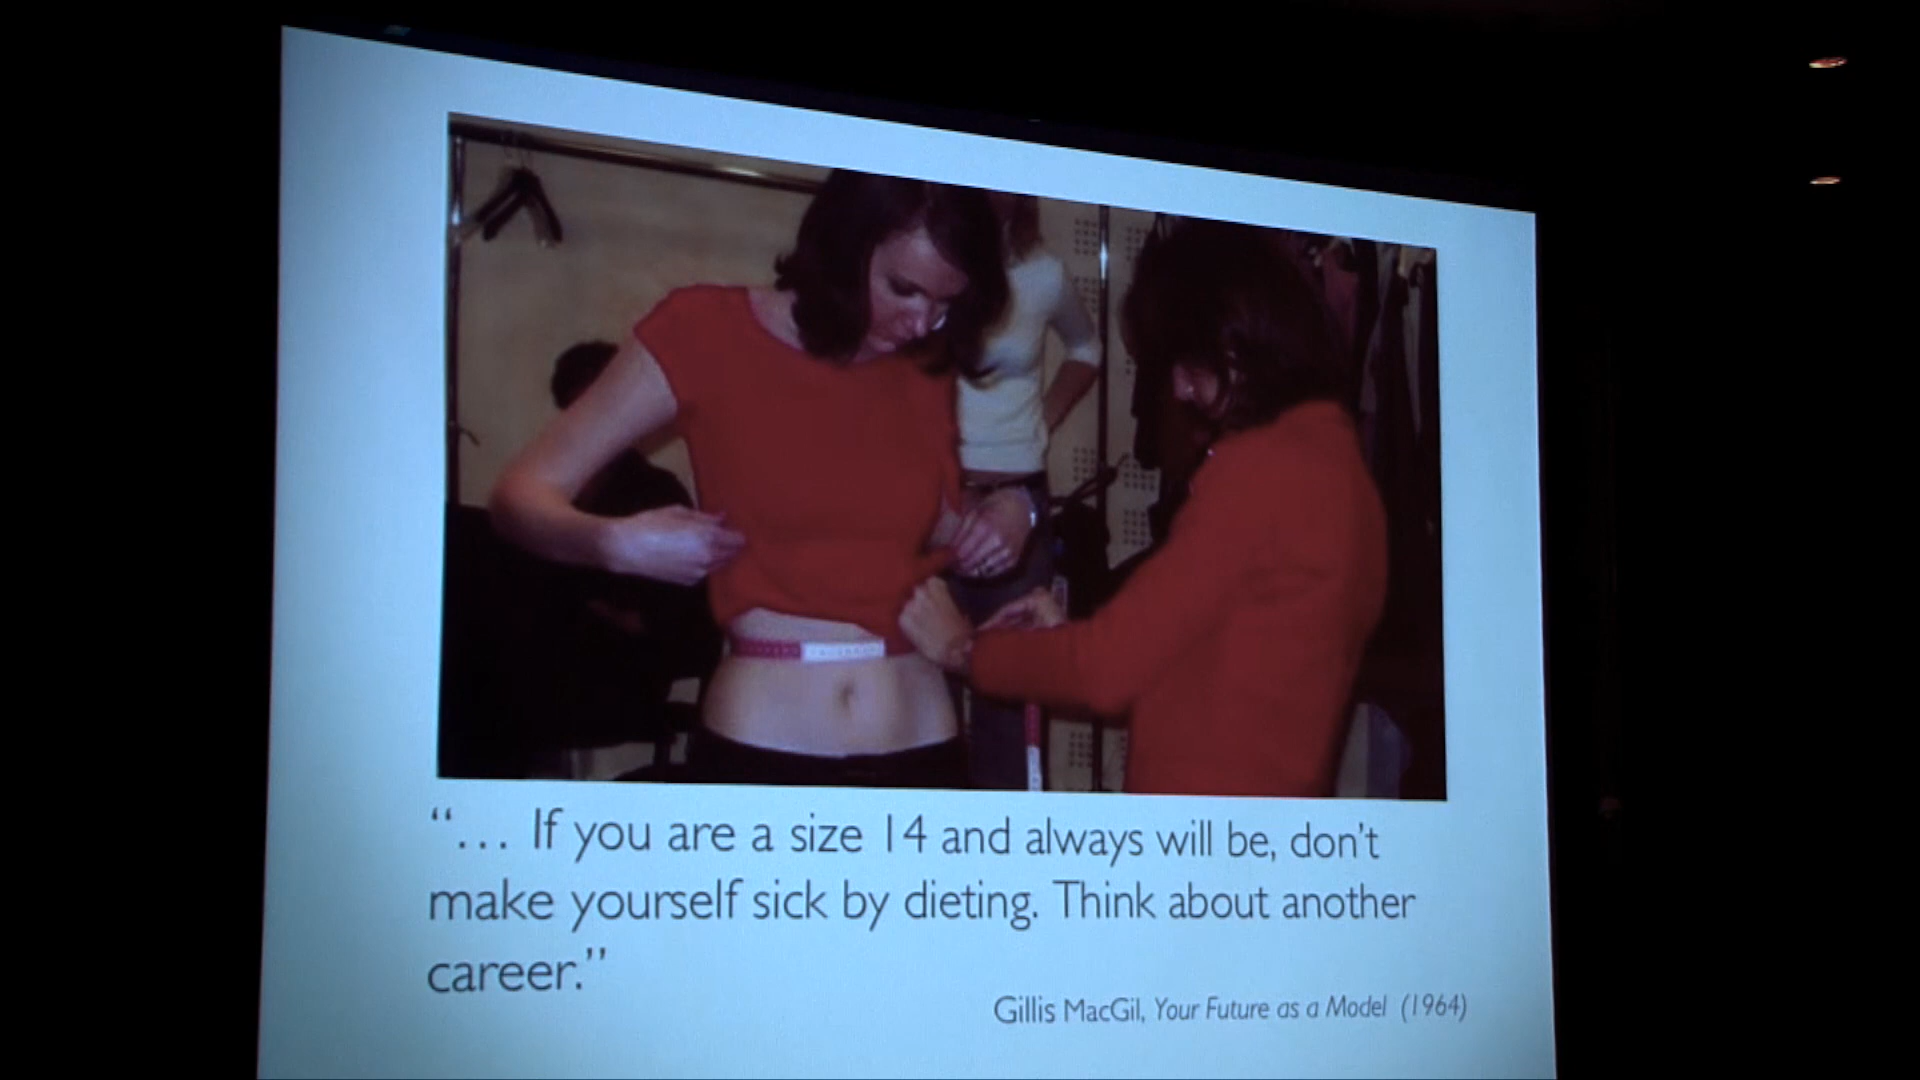 “... If you are a size 14 and always will be, don't
make yourself sick by dieting. Think about another
career.”
Gillis MacGil, Your Future as a Model (1964)